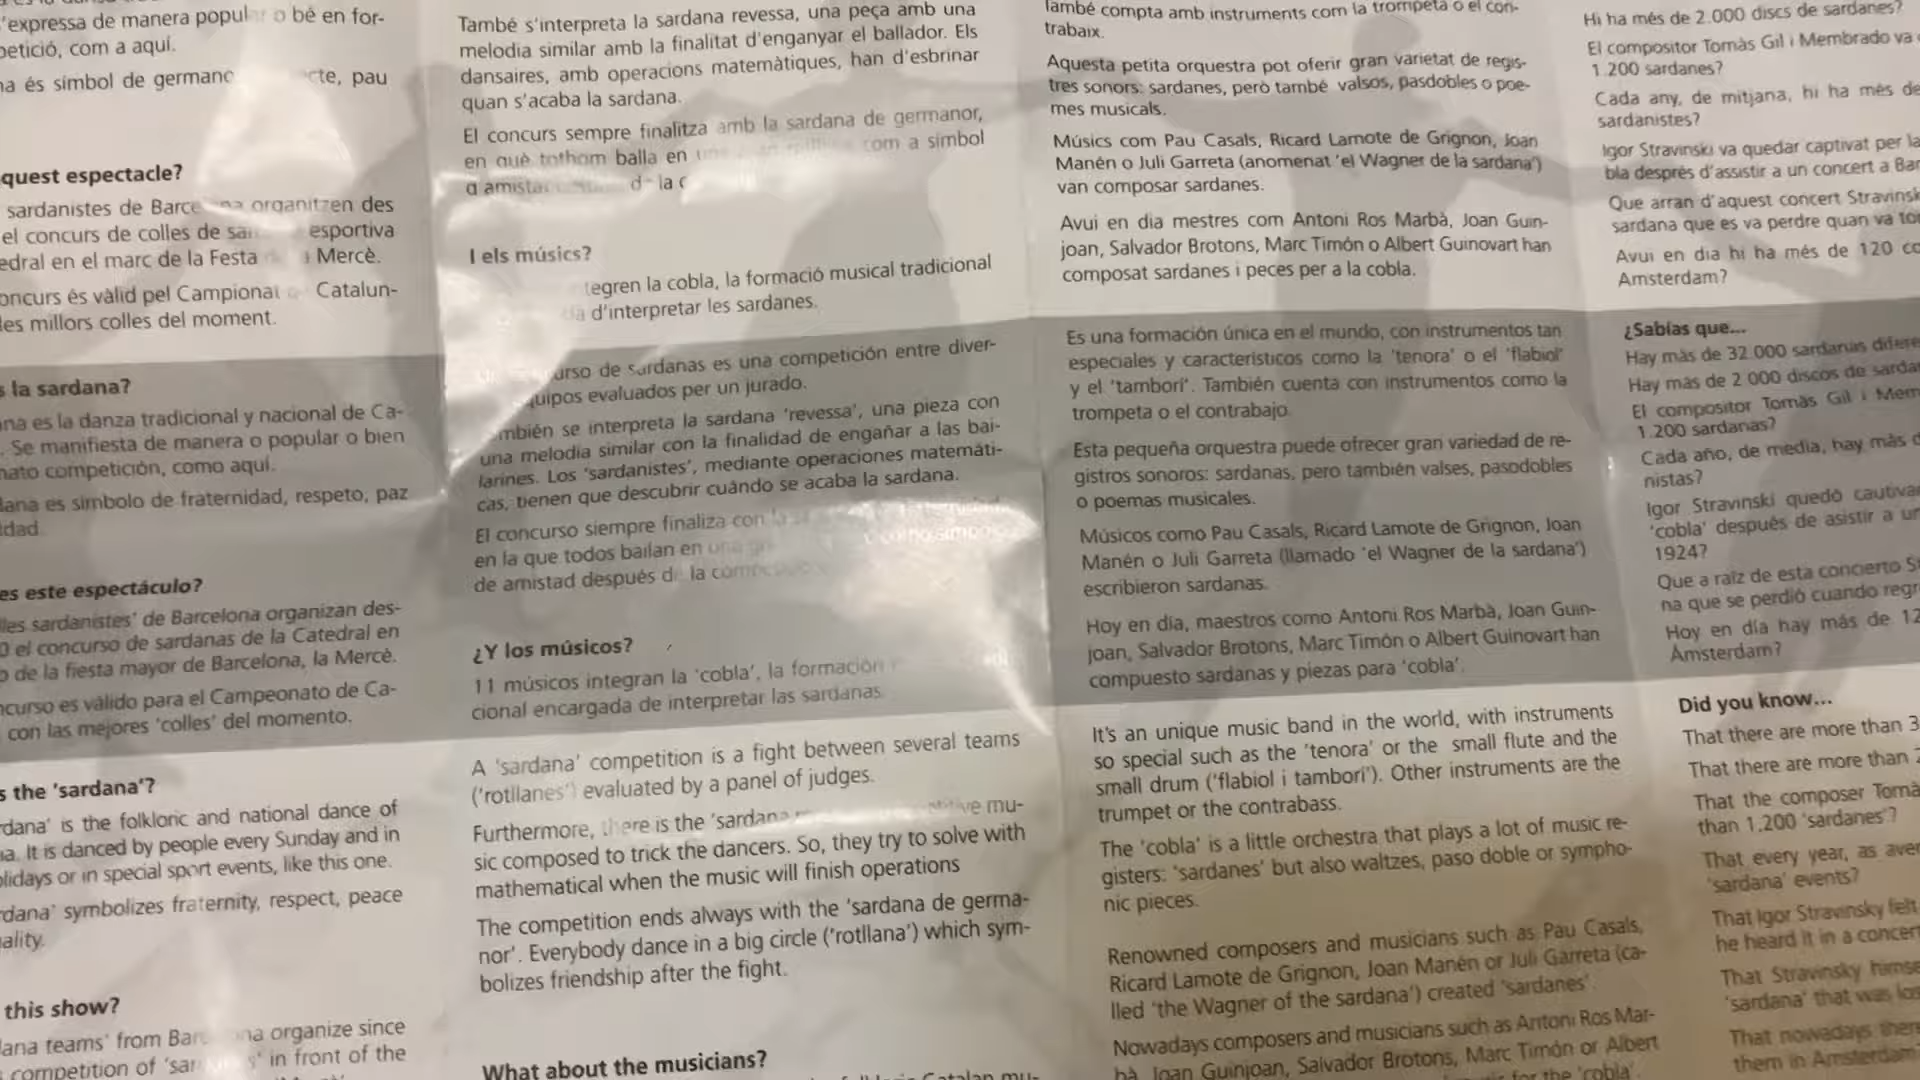 'expressa de manera popular o bé en for-
petició, com a aquí.
na és símbol de germano cte, pau
quest espectacle?
sardanistes de Barce na organitzen des
el concurs de colles de sa esportiva
edral en el marc de la Festa Mercè.
oncurs és vàlid pel Campionat Catalun-
les millors colles del moment.
s la sardana?
na es la danza tradicional y nacional de Ca-
. Se manifiesta de manera o popular o bien
mato competición, como aquí.
dana es símbolo de fraternidad, respeto, paz
ldad.
es este espectáculo?
lles sardanistes' de Barcelona organizan des-
0 el concurso de sardanas de la Catedral en
o de la fiesta mayor de Barcelona, la Mercè.
ncurso es válido para el Campeonato de Ca-
con las mejores 'colles' del momento.
s the 'sardana'?
rdana' is the folkloric and national dance of
ia. It is danced by people every Sunday and in
olidays or in special sport events, like this one.
rdana' symbolizes fraternity, respect, peace
ality.
this show?
ana teams' from Bar na organize since
competition of 'sar ' in front of the
També s'interpreta la sardana revessa, una peça amb una
melodia similar amb la finalitat d'enganyar el ballador. Els
dansaires, amb operacions matemàtiques, han d'esbrinar
quan s'acaba la sardana.
El concurs sempre finalitza amb la sardana de germanor,
en què tothom balla en com a símbol
d'amistat la
I els músics?
tegren la cobla, la formació musical tradicional
d'interpretar les sardanes.
urso de sardanas es una competición entre diver-
quipos evaluados per un jurado.
mbién se interpreta la sardana 'revessa', una pieza con
una melodía similar con la finalidad de engañar a las bai-
larines. Los 'sardanistes', mediante operaciones matemáti-
cas, tienen que descubrir cuándo se acaba la sardana.
El concurso siempre finaliza con
en la que todos bailan en como símbolo
de amistad después de la
¿Y los músicos?
11 músicos integran la 'cobla', la formación
cional encargada de interpretar las sardanas.
A 'sardana' competition is a fight between several teams
('rotllanes') evaluated by a panel of judges.
Furthermore, there is the 'sardana mu-
sic composed to trick the dancers. So, they try to solve with
mathematical when the music will finish operations
The competition ends always with the 'sardana de germa-
nor'. Everybody dance in a big circle ('rotllana') which sym-
bolizes friendship after the fight.
What about the musicians?
Catalan mu-
També compta amb instruments com la trompeta o el con-
trabaix.
Aquesta petita orquestra pot oferir gran varietat de regis-
tres sonors: sardanes, però també valsos, pasdobles o poe-
mes musicals.
Músics com Pau Casals, Ricard Lamote de Grignon, Joan
Manén o Juli Garreta (anomenat 'el Wagner de la sardana')
van composar sardanes.
Avui en dia mestres com Antoni Ros Marbà, Joan Guin-
joan, Salvador Brotons, Marc Timón o Albert Guinovart han
composat sardanes i peces per a la cobla.
Es una formación única en el mundo, con instrumentos tan
especiales y característicos como la 'tenora' o el 'flabiol'
y el 'tamborí'. También cuenta con instrumentos como la
trompeta o el contrabajo.
Esta pequeña orquestra puede ofrecer gran variedad de re-
gistros sonoros: sardanas, pero también valses, pasodobles
o poemas musicales.
Músicos como Pau Casals, Ricard Lamote de Grignon, Joan
Manén o Juli Garreta (llamado 'el Wagner de la sardana')
escribieron sardanas.
Hoy en día, maestros como Antoni Ros Marbà, Joan Guin-
joan, Salvador Brotons, Marc Timón o Albert Guinovart han
compuesto sardanas y piezas para 'cobla'.
It's an unique music band in the world, with instruments
so special such as the 'tenora' or the small flute and the
small drum ('flabiol i tamborí'). Other instruments are the
trumpet or the contrabass.
The 'cobla' is a little orchestra that plays a lot of music re-
gisters: 'sardanes' but also waltzes, paso doble or sympho-
nic pieces.
Renowned composers and musicians such as Pau Casals,
Ricard Lamote de Grignon, Joan Manén or Juli Garreta (ca-
lled 'the Wagner of the sardana') created 'sardanes'.
Nowadays composers and musicians such as Antoni Ros Mar-
bà, Joan Guinjoan, Salvador Brotons, Marc Timón or Albert
for the 'cobla'.
Hi ha més de 2.000 discs de sardanes?
El compositor Tomàs Gil i Membrado va
1.200 sardanes?
Cada any, de mitjana, hi ha més de
sardanistes?
Igor Stravinski va quedar captivat per la
bla després d'assistir a un concert a Bar
Que arran d'aquest concert Stravinsk
sardana que es va perdre quan va to
Avui en dia hi ha més de 120 co
Amsterdam?
¿Sabías que...
Hay más de 32.000 sardanas difere
Hay más de 2 000 discos de sarda
El compositor Tomàs Gil i Mem
1.200 sardanas?
Cada año, de media, hay más d
nistas?
Igor Stravinski quedó cautiva
'cobla' después de asistir a un
1924?
Que a raíz de esta concierto S
na que se perdió cuando regr
Hoy en día hay más de 12
Ámsterdam?
Did you know...
That there are more than 3
That there are more than
That the composer Tomà
than 1.200 'sardanes'?
That every year, as aver
'sardana' events?
That Igor Stravinsky felt
he heard it in a concert
That Stravinsky himse
'sardana' that was los
That nowadays there
them in Amsterdam